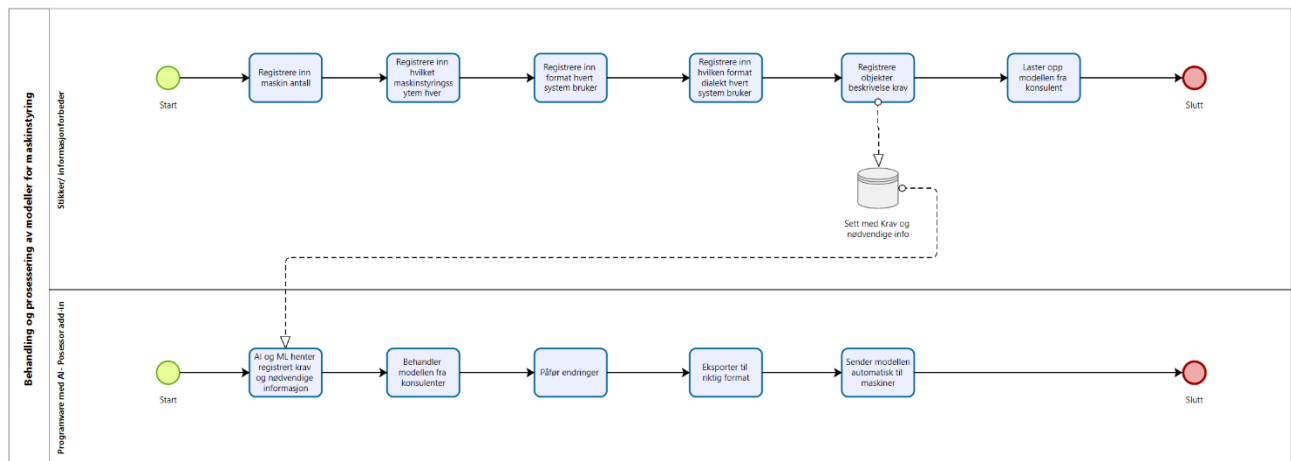 Behandling og prosessering av modeller for maskinstyring
Stikker/ informasjonforbreder
Start
Registrere inn
maskin antall
Registrere inn
hvilket
maskinstyringss
ytem hver
Registrere inn
format hvert
system bruker
Registrere inn
hvilken format
dialekt hvert
system bruker
Registrere
objekter
beskrivelse krav
Laster opp
modellen fra
konsulent
Slutt
Sett med Krav og
nødvendige info
Programvare med AI- Posesor add-in
Start
AI og ML henter
registrert krav
og nødvendige
informasjon
Behandler
modellen fra
konsulenter
Påfør endringer
Eksporter til
riktig format
Sender modellen
automatisk til
maskiner
Slutt